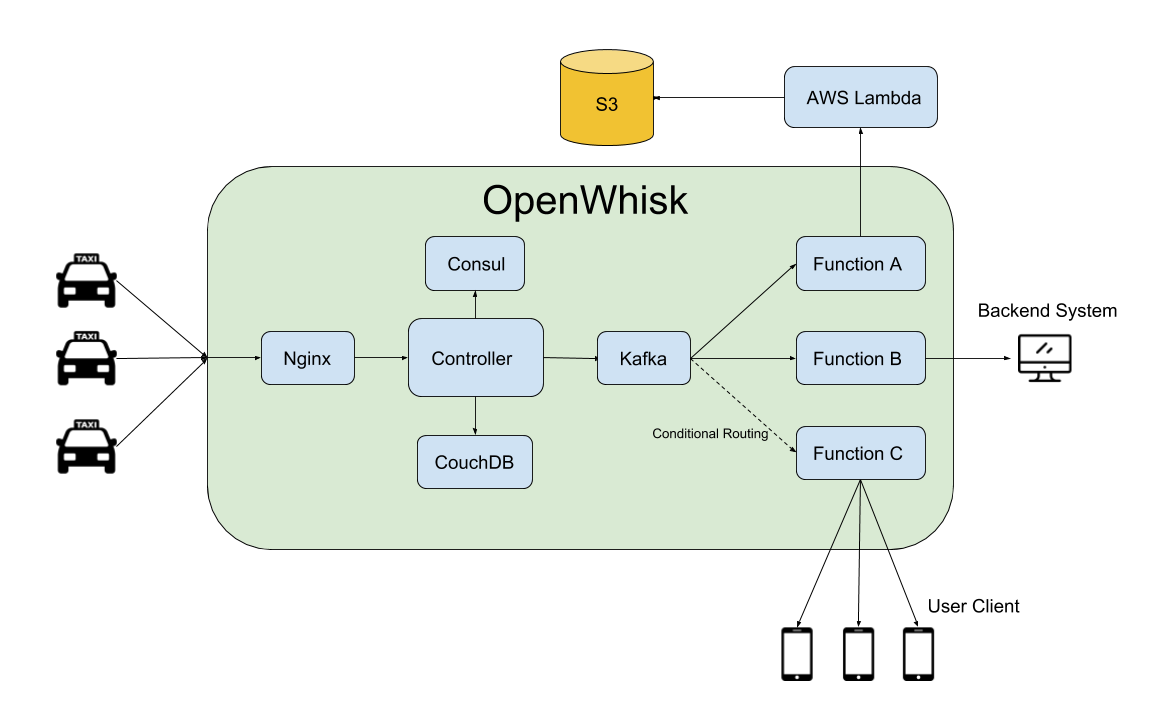 S3
AWS Lambda
OpenWhisk
TAXI
TAXI
TAXI
Consul
Nginx
Controller
CouchDB
Kafka
Conditional Routing
Function A
Function B
Function C
Backend System
User Client